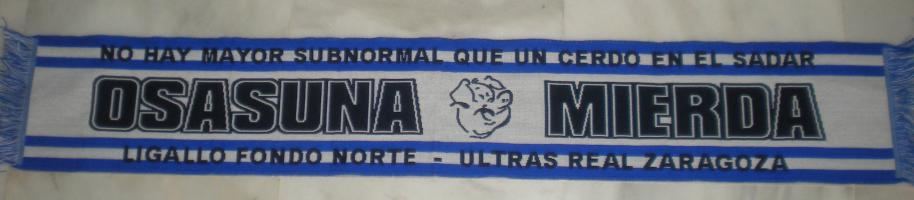 NO HAY MAYOR SUBNORMAL QUE UN CERDO EN EL SADAR
OSASUNA MIERDA
LIGALLO FONDO NORTE - ULTRAS REAL ZARAGOZA